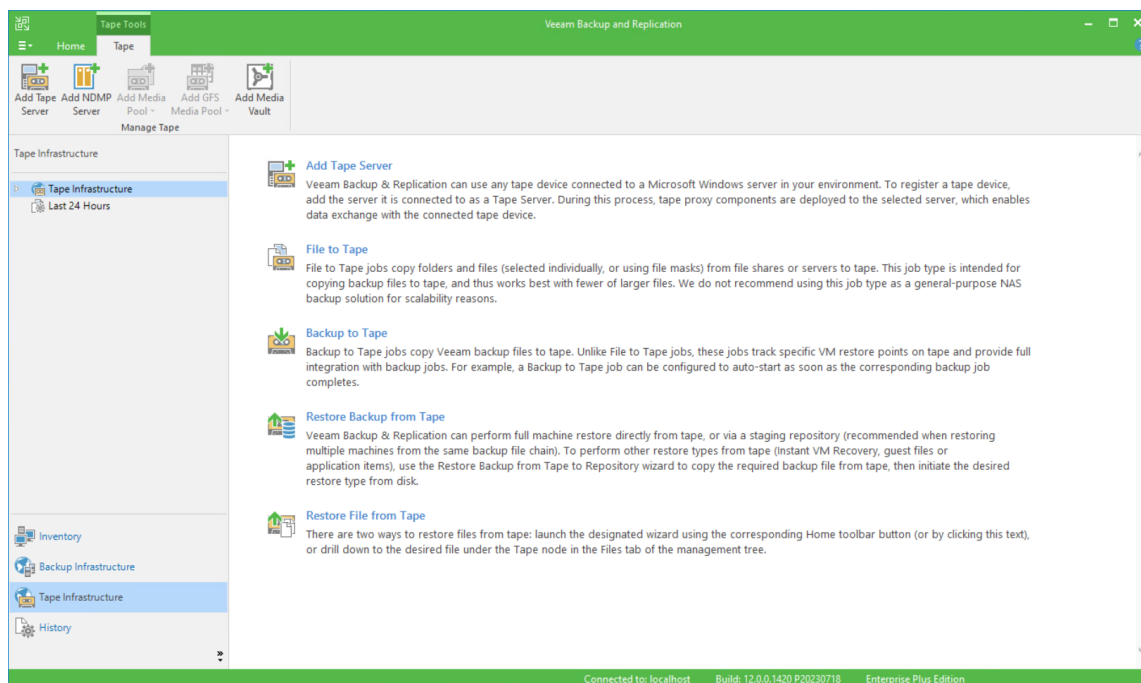 Tape Tools
Veeam Backup and Replication
Home
Tape
Add Tape Server
Add NDMP Server
Add Media Pool
Add GFS Media Pool
Add Media Vault
Manage Tape
Tape Infrastructure
Tape Infrastructure
Last 24 Hours
Inventory
Backup Infrastructure
Tape Infrastructure
History
Add Tape Server
Veeam Backup & Replication can use any tape device connected to a Microsoft Windows server in your environment. To register a tape device,
add the server it is connected to as a Tape Server. During this process, tape proxy components are deployed to the selected server, which enables
data exchange with the connected tape device.
File to Tape
File to Tape jobs copy folders and files (selected individually, or using file masks) from file shares or servers to tape. This job type is intended for
copying backup files to tape, and thus works best with fewer of larger files. We do not recommend using this job type as a general-purpose NAS
backup solution for scalability reasons.
Backup to Tape
Backup to Tape jobs copy Veeam backup files to tape. Unlike File to Tape jobs, these jobs track specific VM restore points on tape and provide full
integration with backup jobs. For example, a Backup to Tape job can be configured to auto-start as soon as the corresponding backup job
completes.
Restore Backup from Tape
Veeam Backup & Replication can perform full machine restore directly from tape, or via a staging repository (recommended when restoring
multiple machines from the same backup file chain). To perform other restore types from tape (Instant VM Recovery, guest files or
application items), use the Restore Backup from Tape to Repository wizard to copy the required backup file from tape, then initiate the desired
restore type from disk.
Restore File from Tape
There are two ways to restore files from tape: launch the designated wizard using the corresponding Home toolbar button (or by clicking this text),
or drill down to the desired file under the Tape node in the Files tab of the management tree.
Connected to: localhost
Build: 12.0.0.1420 P20230718
Enterprise Plus Edition